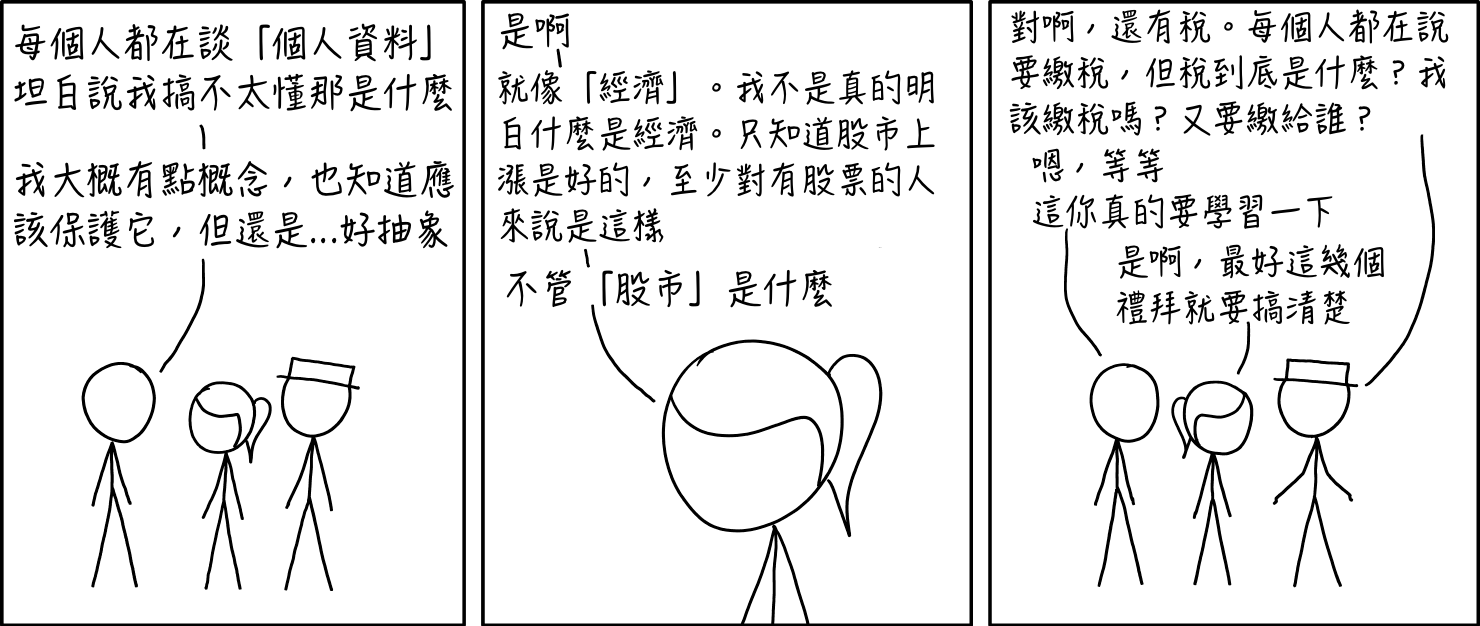 每個人都在談「個人資料」
坦白說我搞不太懂那是什麼
我大概有點概念，也知道應
該保護它，但還是...好抽象
是啊
就像「經濟」。我不是真的明
白什麼是經濟。只知道股市上
漲是好的，至少對有股票的人
來說是這樣
不管「股市」是什麼
對啊，還有稅。每個人都在說
要繳稅，但稅到底是什麼？我
該繳稅嗎？又要繳給誰？
嗯，等等
這你真的要學習一下
是啊，最好這幾個
禮拜就要搞清楚